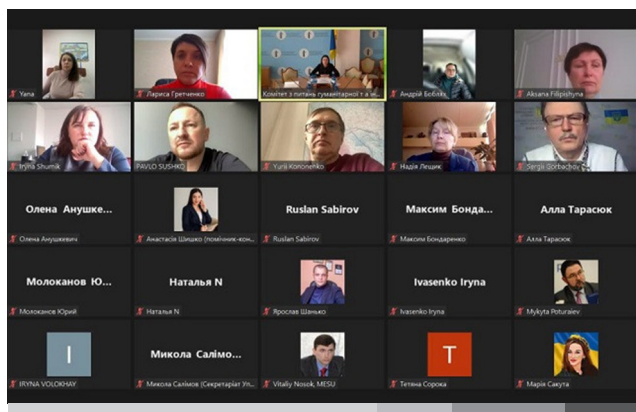 Yana
Лариса Гретченко
Комітет з питань гуманітарної та ін...
Андрій Бобляк
Aksana Filipishyna
Iryna Shumik
PAVLO SUSHKO
Yurii Kononenko
Надія Лещик
Sergii Gorbachov
Олена Анушке...
Ruslan Sabirov
Максим Бонда...
Алла Тарасюк
Олена Анушкевич
Анастасія Шишко (помічник-кон...
Ruslan Sabirov
Максим Бондаренко
Алла Тарасюк
Молоканов Ю...
Наталья N
Ivasenko Iryna
Молоканов Юрий
Наталья N
Ярослав Шанько
Ivasenko Iryna
Mykyta Poturaiev
I
Микола Салімо...
T
IRYNA VOLOKHAY
Микола Салімов (Секретаріат Уп...
Vitaliy Nosok, MESU
Тетяна Сорока
Марія Сакута